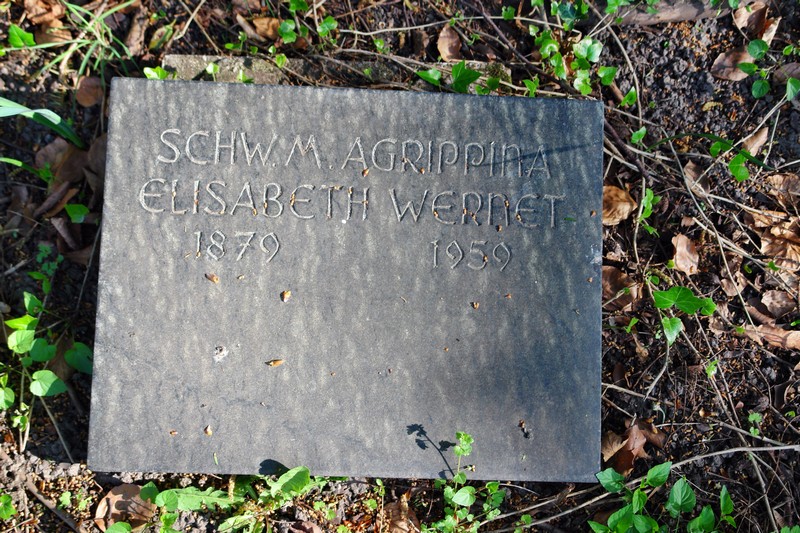 SCHW. M. AGRIPPINA
ELISABETH WERNET
1879 1959